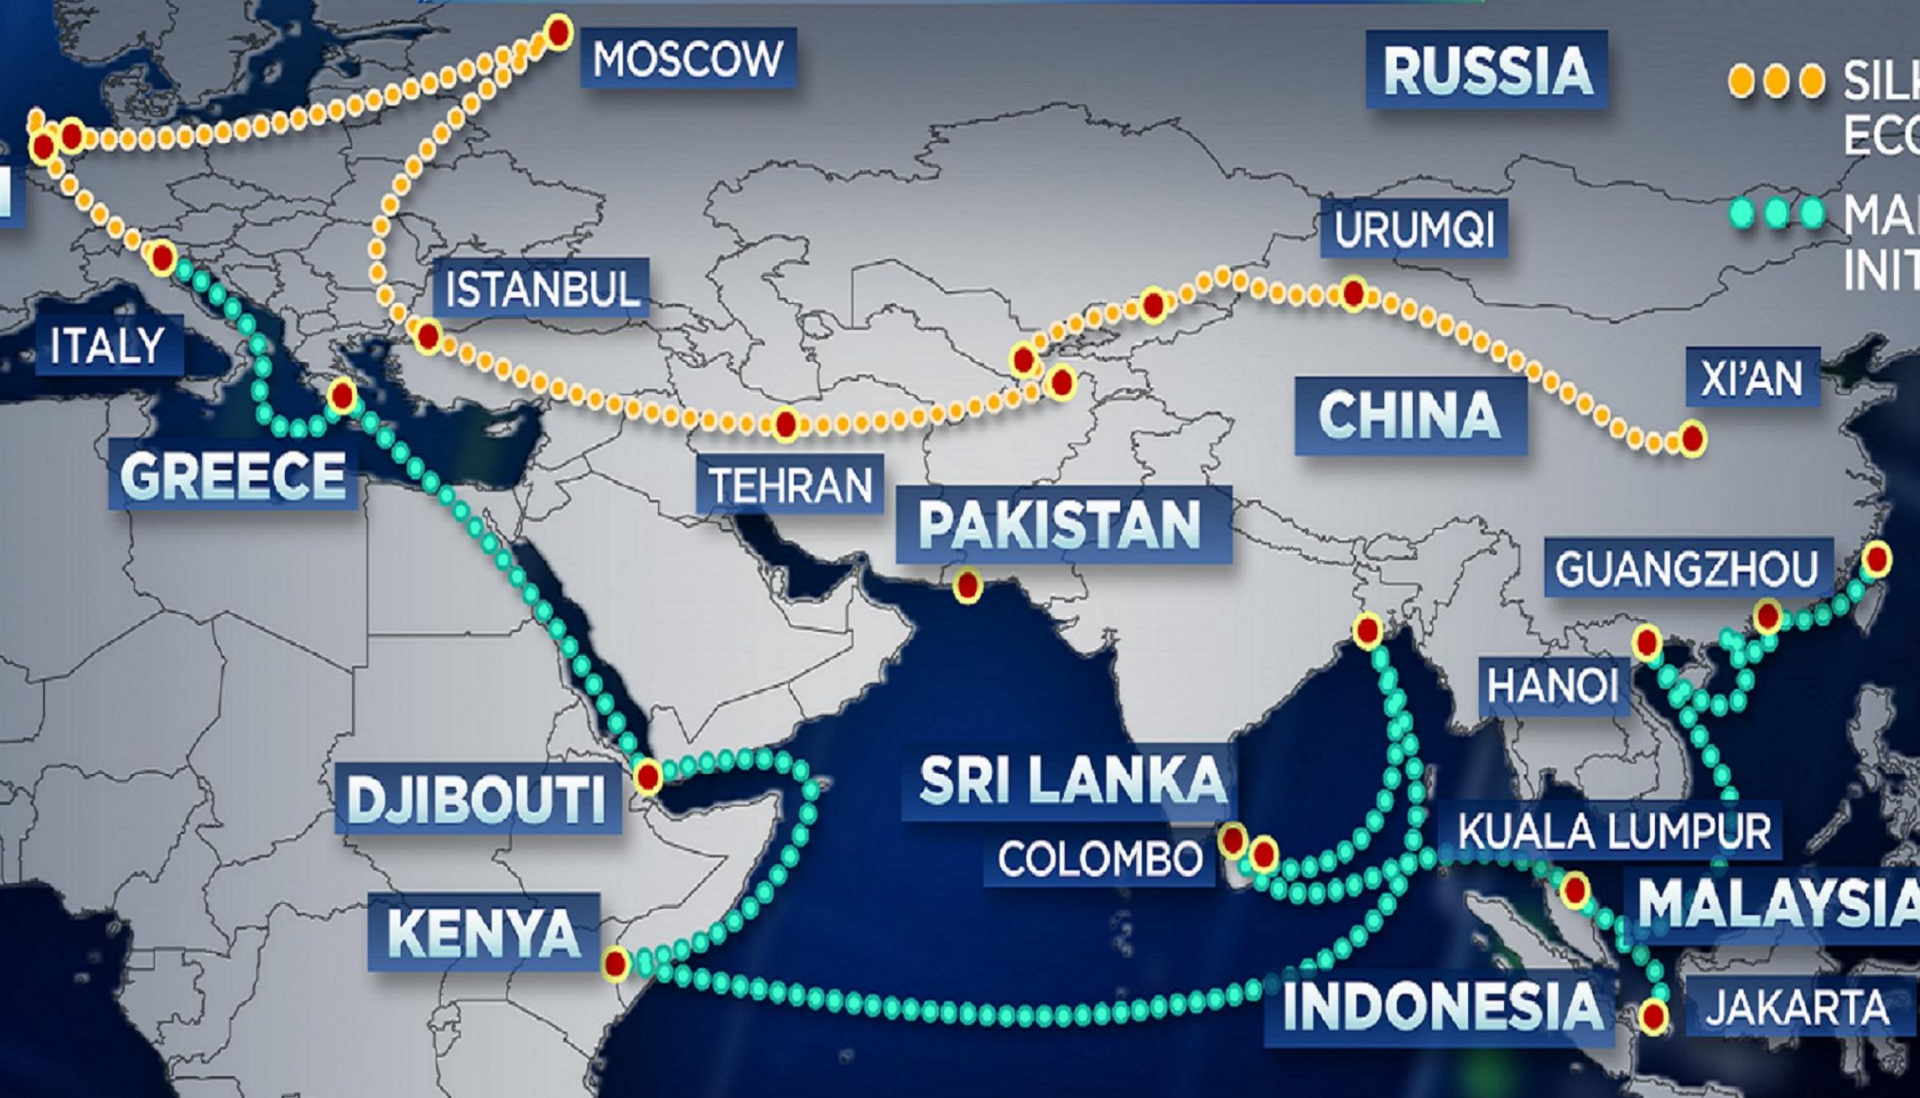 MOSCOW
RUSSIA
URUMQI
ISTANBUL
ITALY
XI'AN
CHINA
GREECE
TEHRAN
PAKISTAN
GUANGZHOU
HANOI
SRI LANKA
DJIBOUTI
KUALA LUMPUR
COLOMBO
MALAYSIA
KENYA
INDONESIA
JAKARTA